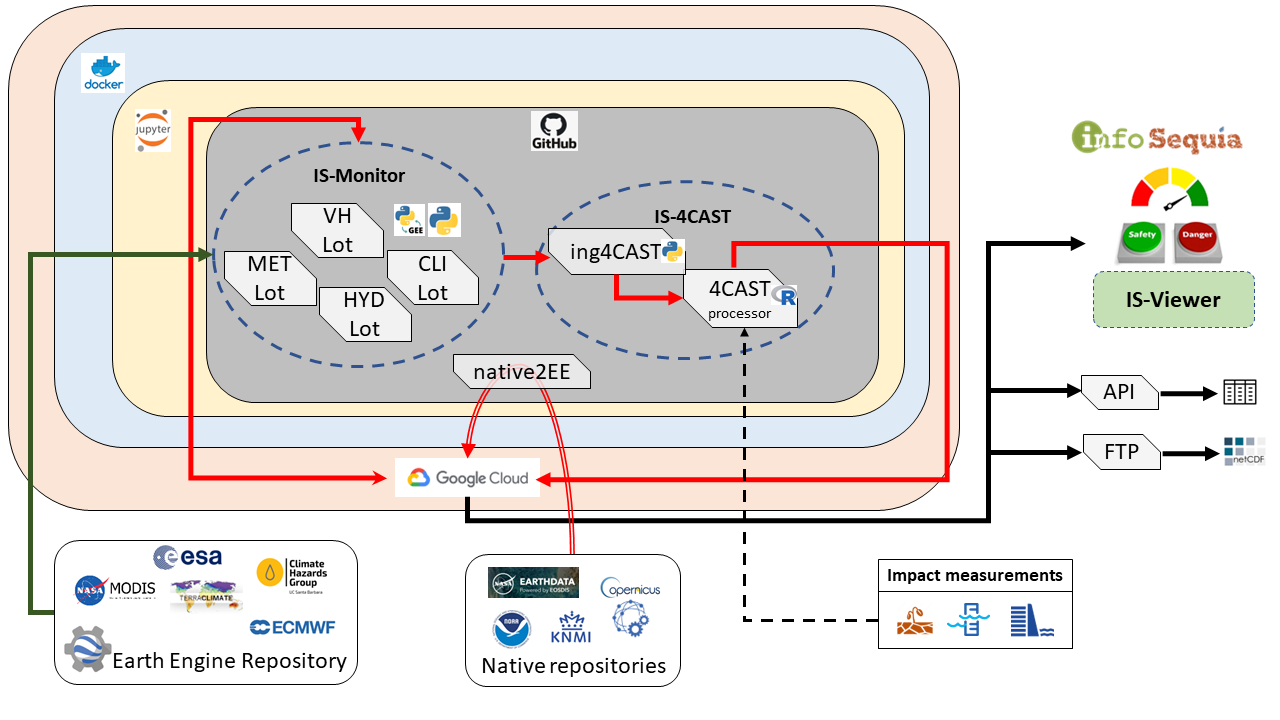 docker
jupyter
GitHub
IS-Monitor
VH
Lot
GEE
MET
Lot
CLI
Lot
HYD
Lot
IS-4CAST
ing4CAST
4CAST
processor
R
native2EE
Google Cloud
info Sequia
Safety
Danger
IS-Viewer
API
FTP
netCDF
esa
NASA
MODIS
TERRACLIMATE
Climate
Hazards
Group
UC Santa Barbara
ECMWF
Earth Engine Repository
NASA
EARTHDATA
Powered by EOSDIS
Copernicus
NOAA
KNMI
Native repositories
Impact measurements